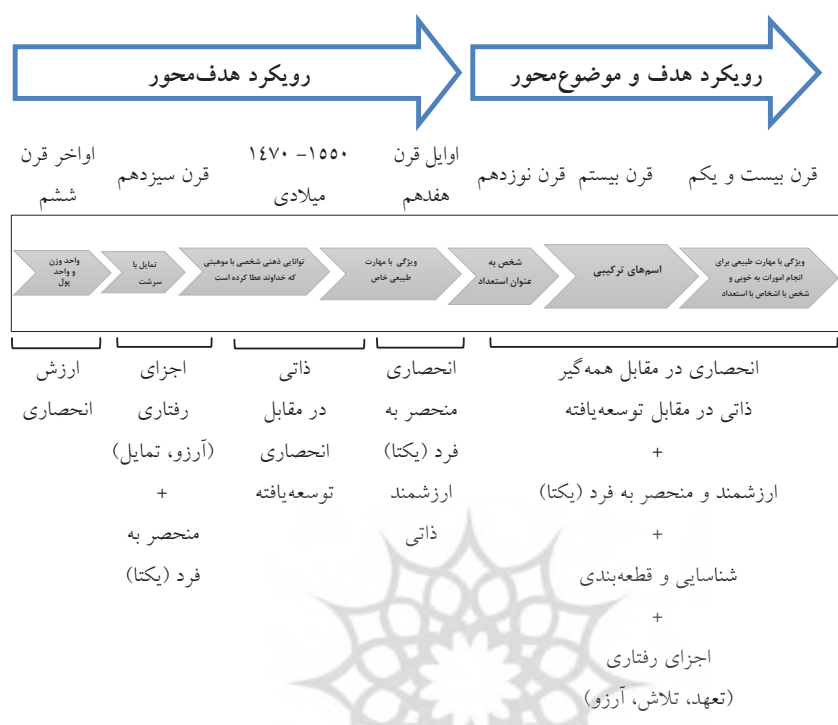 رویکرد هدف‌محور
رویکرد هدف و موضوع‌محور
اواخر قرن
ششم
قرن سیزدهم
۱۵۵۰- ۱٤۷۰
میلادی
اوایل قرن
هفدهم
قرن نوزدهم
قرن بیستم
قرن بیست و یکم
واحد وزن
و واحد
پول
تمایل یا
سرشت
توانایی ذهنی شخصی یا موهبتی
که خداوند عطا کرده است
ویژگی یا مهارت
طبیعی خاص
شخص به
عنوان استعداد
اسم‌های ترکیبی
ویژگی یا مهارت طبیعی برای
انجام امورات به خوبی و
شخص یا اشخاص با استعداد
ارزش
انحصاری
اجزای
رفتاری
(آرزو، تمایل)
+
منحصر به
فرد (یکتا)
ذاتی
در مقابل
انحصاری
توسعه‌یافته
انحصاری
منحصر به
فرد (یکتا)
ارزشمند
ذاتی
انحصاری در مقابل همه‌گیر
ذاتی در مقابل توسعه‌یافته
+
ارزشمند و منحصر به فرد (یکتا)
+
شناسایی و قطعه‌بندی
+
اجزای رفتاری
(تعهد، تلاش، آرزو)